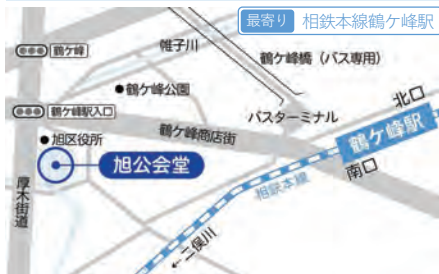 最寄り 相鉄本線鶴ケ峰駅
鶴ケ峰
帷子川
鶴ケ峰橋（バス専用）
鶴ケ峰公園
北口
鶴ケ峰駅入口
バスターミナル
鶴ケ峰商店街
鶴ケ峰駅
旭区役所
南口
旭公会堂
相鉄本線
厚木街道
←二俣川